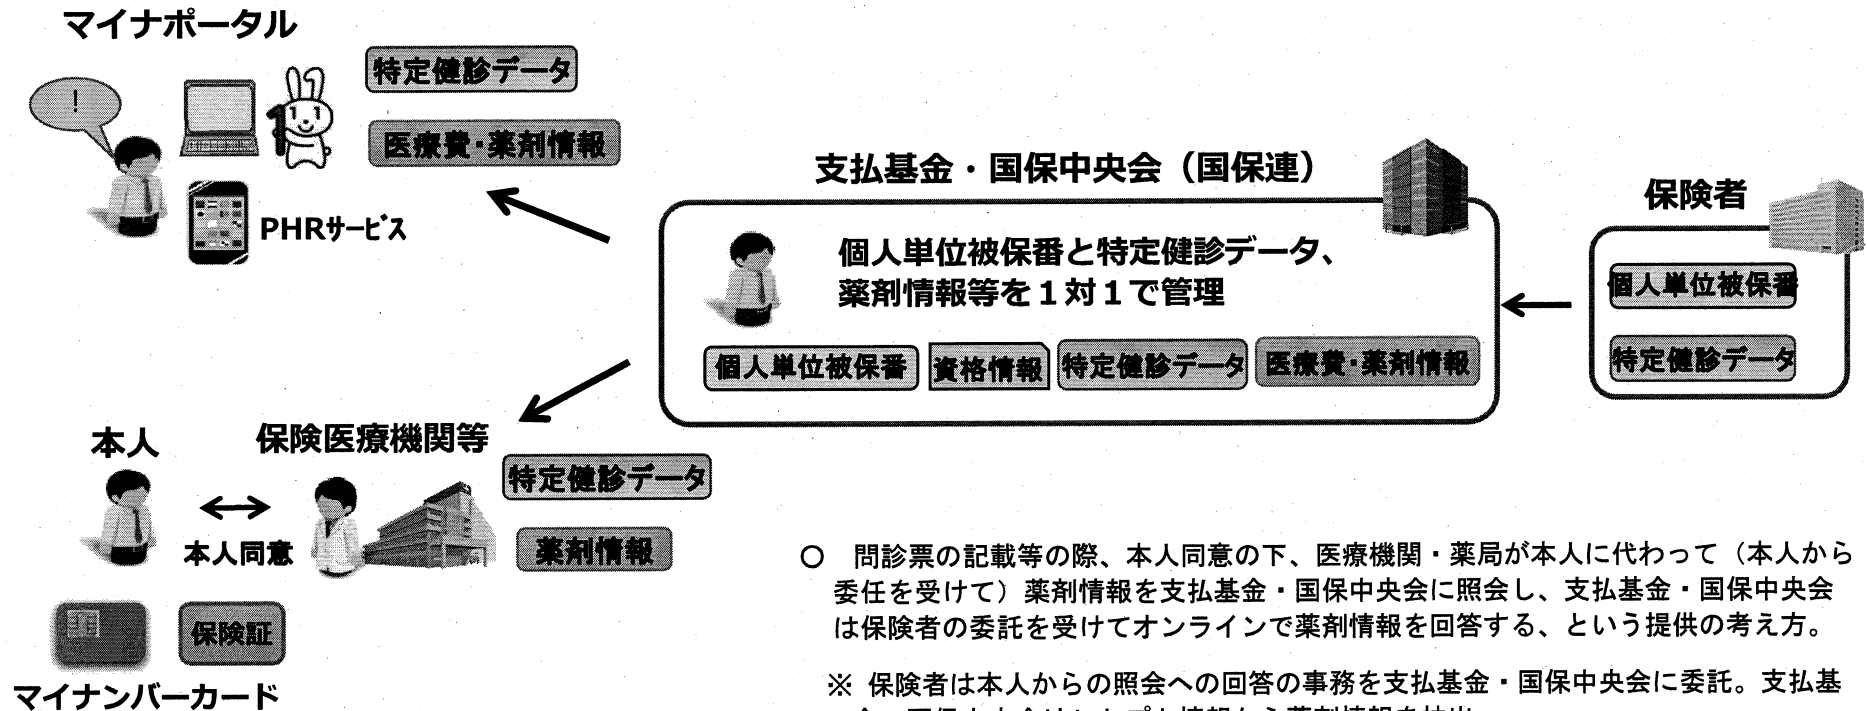 マイナポータル
!
特定健診データ
医療費・薬剤情報
PHRサービス
支払基金・国保中央会（国保連）
個人単位被保番と特定健診データ、
薬剤情報等を１対１で管理
個人単位被保番
資格情報
特定健診データ
医療費・薬剤情報
保険者
個人単位被保番
特定健診データ
本人
保険医療機関等
本人同意
特定健診データ
薬剤情報
保険証
マイナンバーカード
○　問診票の記載等の際、本人同意の下、医療機関・薬局が本人に代わって（本人から
委任を受けて）薬剤情報を支払基金・国保中央会に照会し、支払基金・国保中央会
は保険者の委託を受けてオンラインで薬剤情報を回答する、という提供の考え方。
※ 保険者は本人からの照会への回答の事務を支払基金・国保中央会に委託。支払基